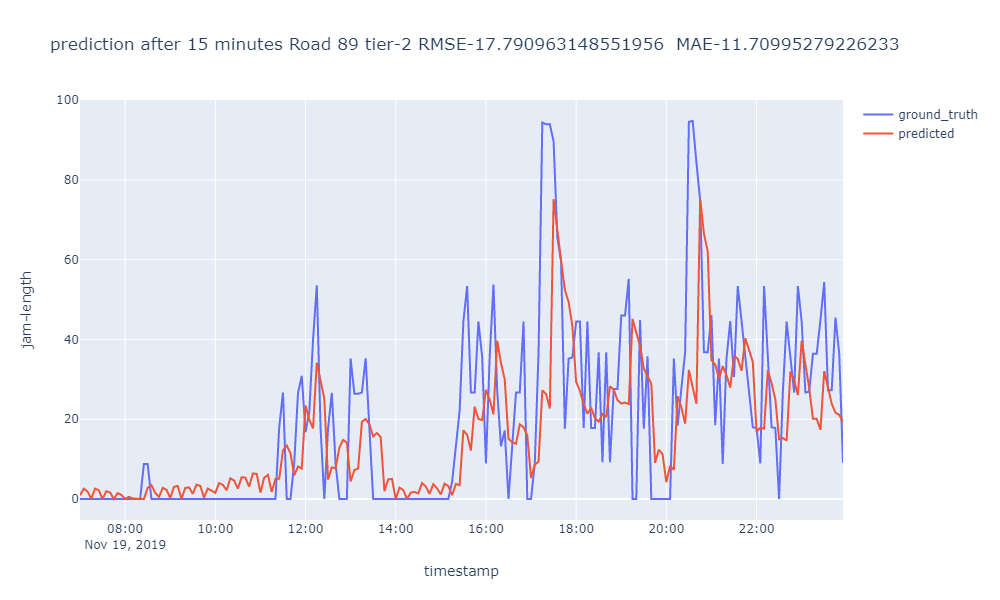 prediction after 15 minutes Road 89 tier-2 RMSE-17.790963148551956  MAE-11.70995279226233
ground_truth
predicted
100
80
60
40
20
0
jam-length
08:00
10:00
12:00
14:00
16:00
18:00
20:00
22:00
Nov 19, 2019
timestamp